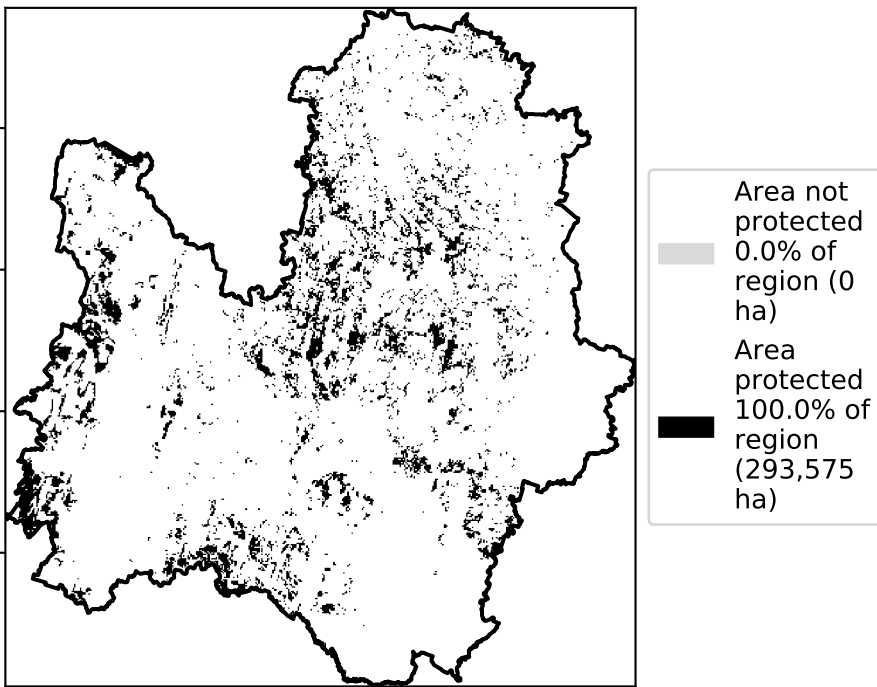 Area not
protected
0.0% of
region (0
ha)
Area
protected
100.0% of
region
(293,575
ha)